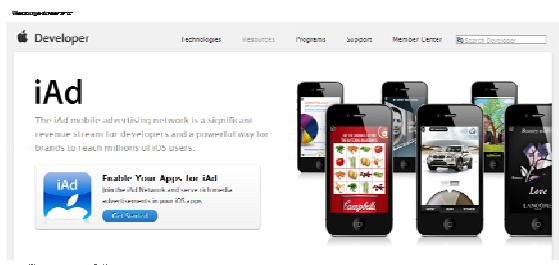 Developer
Technologies Resources Programs Support Member Center Search Developer
iAd
The iAd mobile advertising network is a significant
revenue stream for developers and a powerful way for
brands to reach millions of iOS users.
iAd
Enable Your Apps for iAd
Join the iAd Network and serve rich media
advertisements in your iOS apps.
Get Started
Campbell's
Love
LANCOME